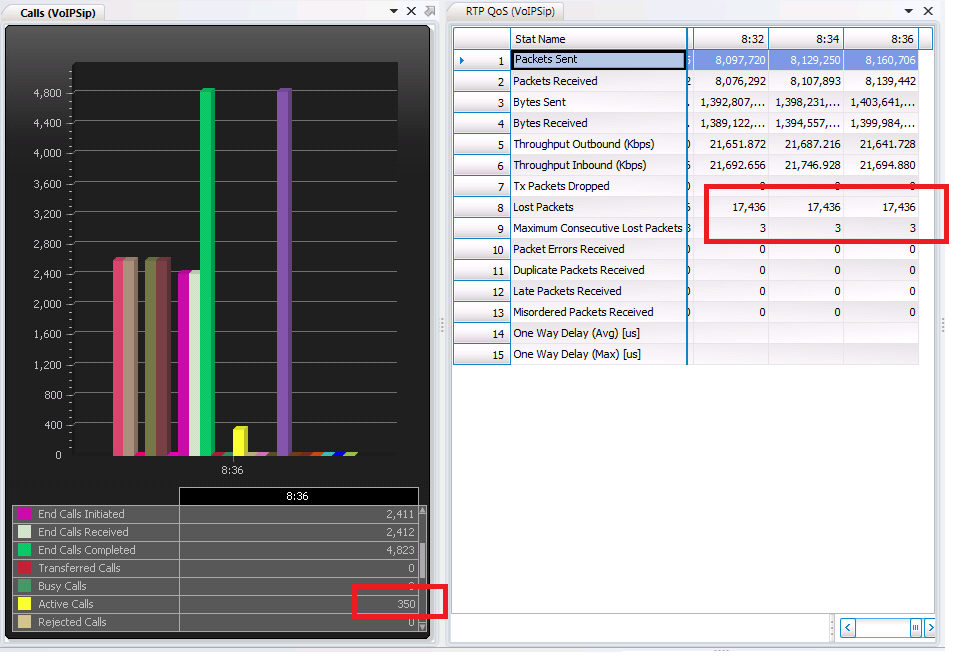 Calls (VoIPSip)
4,800
4,400
4,000
3,600
3,200
2,800
2,400
2,000
1,600
1,200
800
400
0
8:36
8:36
End Calls Initiated 2,411
End Calls Received 2,412
End Calls Completed 4,823
Transferred Calls 0
Busy Calls 0
Active Calls 350
Rejected Calls 0
RTP QoS (VoIPSip)
Stat Name 8:32 8:34 8:36
1 Packets Sent 8,097,720 8,129,250 8,160,706
2 Packets Received 8,076,292 8,107,893 8,139,442
3 Bytes Sent 1,392,807,... 1,398,231,... 1,403,641,...
4 Bytes Received 1,389,122,... 1,394,557,... 1,399,984,...
5 Throughput Outbound (Kbps) 21,651.872 21,687.216 21,641.728
6 Throughput Inbound (Kbps) 21,692.656 21,746.928 21,694.880
7 Tx Packets Dropped 0 0 0
8 Lost Packets 17,436 17,436 17,436
9 Maximum Consecutive Lost Packets 3 3 3
10 Packet Errors Received 0 0 0
11 Duplicate Packets Received 0 0 0
12 Late Packets Received 0 0 0
13 Misordered Packets Received 0 0 0
14 One Way Delay (Avg) [us]
15 One Way Delay (Max) [us]